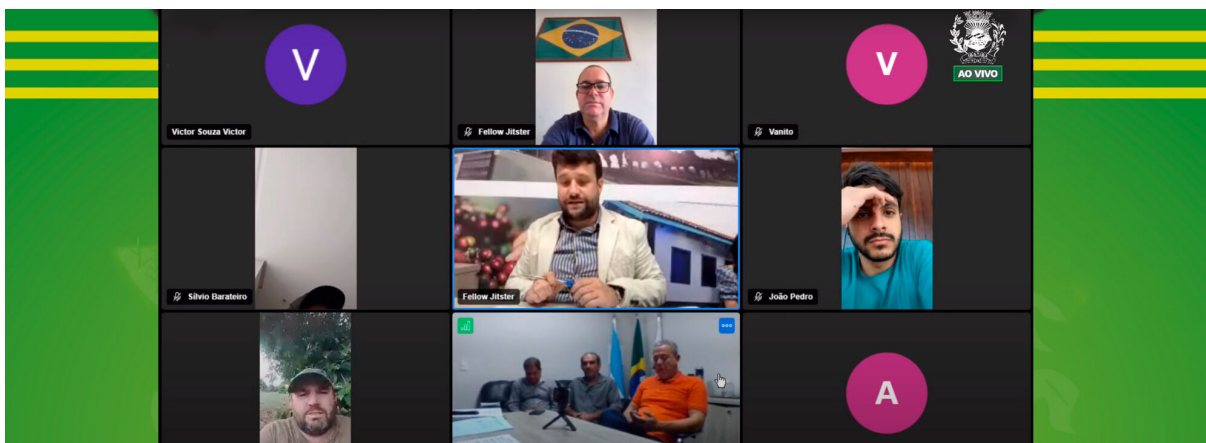 V
V
AO VIVO
Victor Souza Victor
Fellow Jitster
Vanito
Silvio Barateiro
Fellow Jitster
João Pedro
A